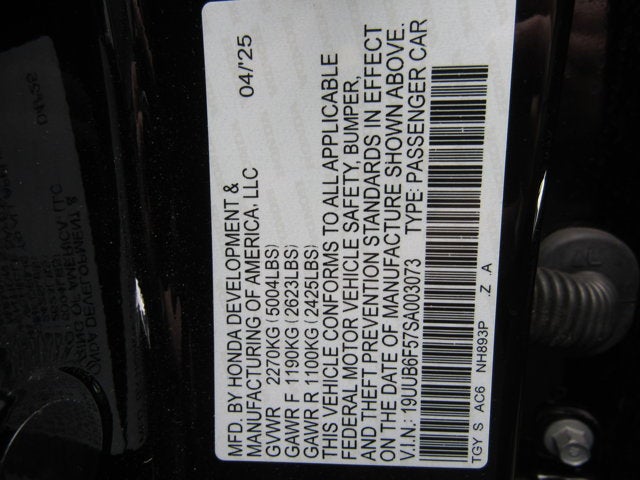 MFD. BY HONDA DEVELOPMENT & 04/'25
MANUFACTURING OF AMERICA, LLC
GVWR 2270KG (5004LBS)
GAWR F 1190KG (2623LBS)
GAWR R 1100KG (2425LBS)
THIS VEHICLE CONFORMS TO ALL APPLICABLE
FEDERAL MOTOR VEHICLE SAFETY, BUMPER,
AND THEFT PREVENTION STANDARDS IN EFFECT
ON THE DATE OF MANUFACTURE SHOWN ABOVE.
V.I.N.: 19UUB6F57SA003073 TYPE: PASSENGER CAR
TGY S AC6 NH893P .Z .A